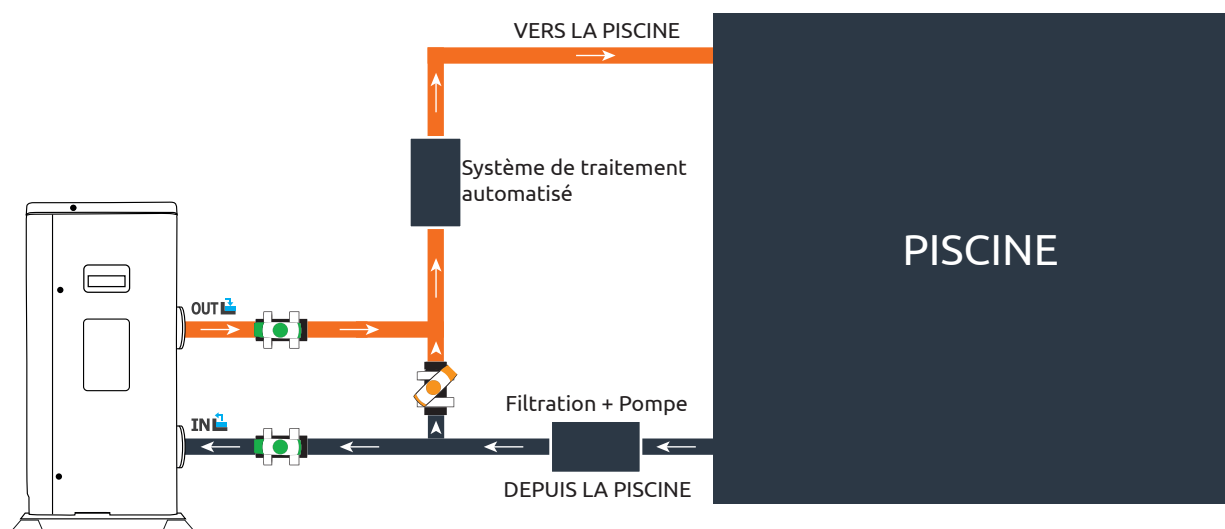 VERS LA PISCINE
Système de traitement
automatisé
PISCINE
OUT
IN
Filtration + Pompe
DEPUIS LA PISCINE